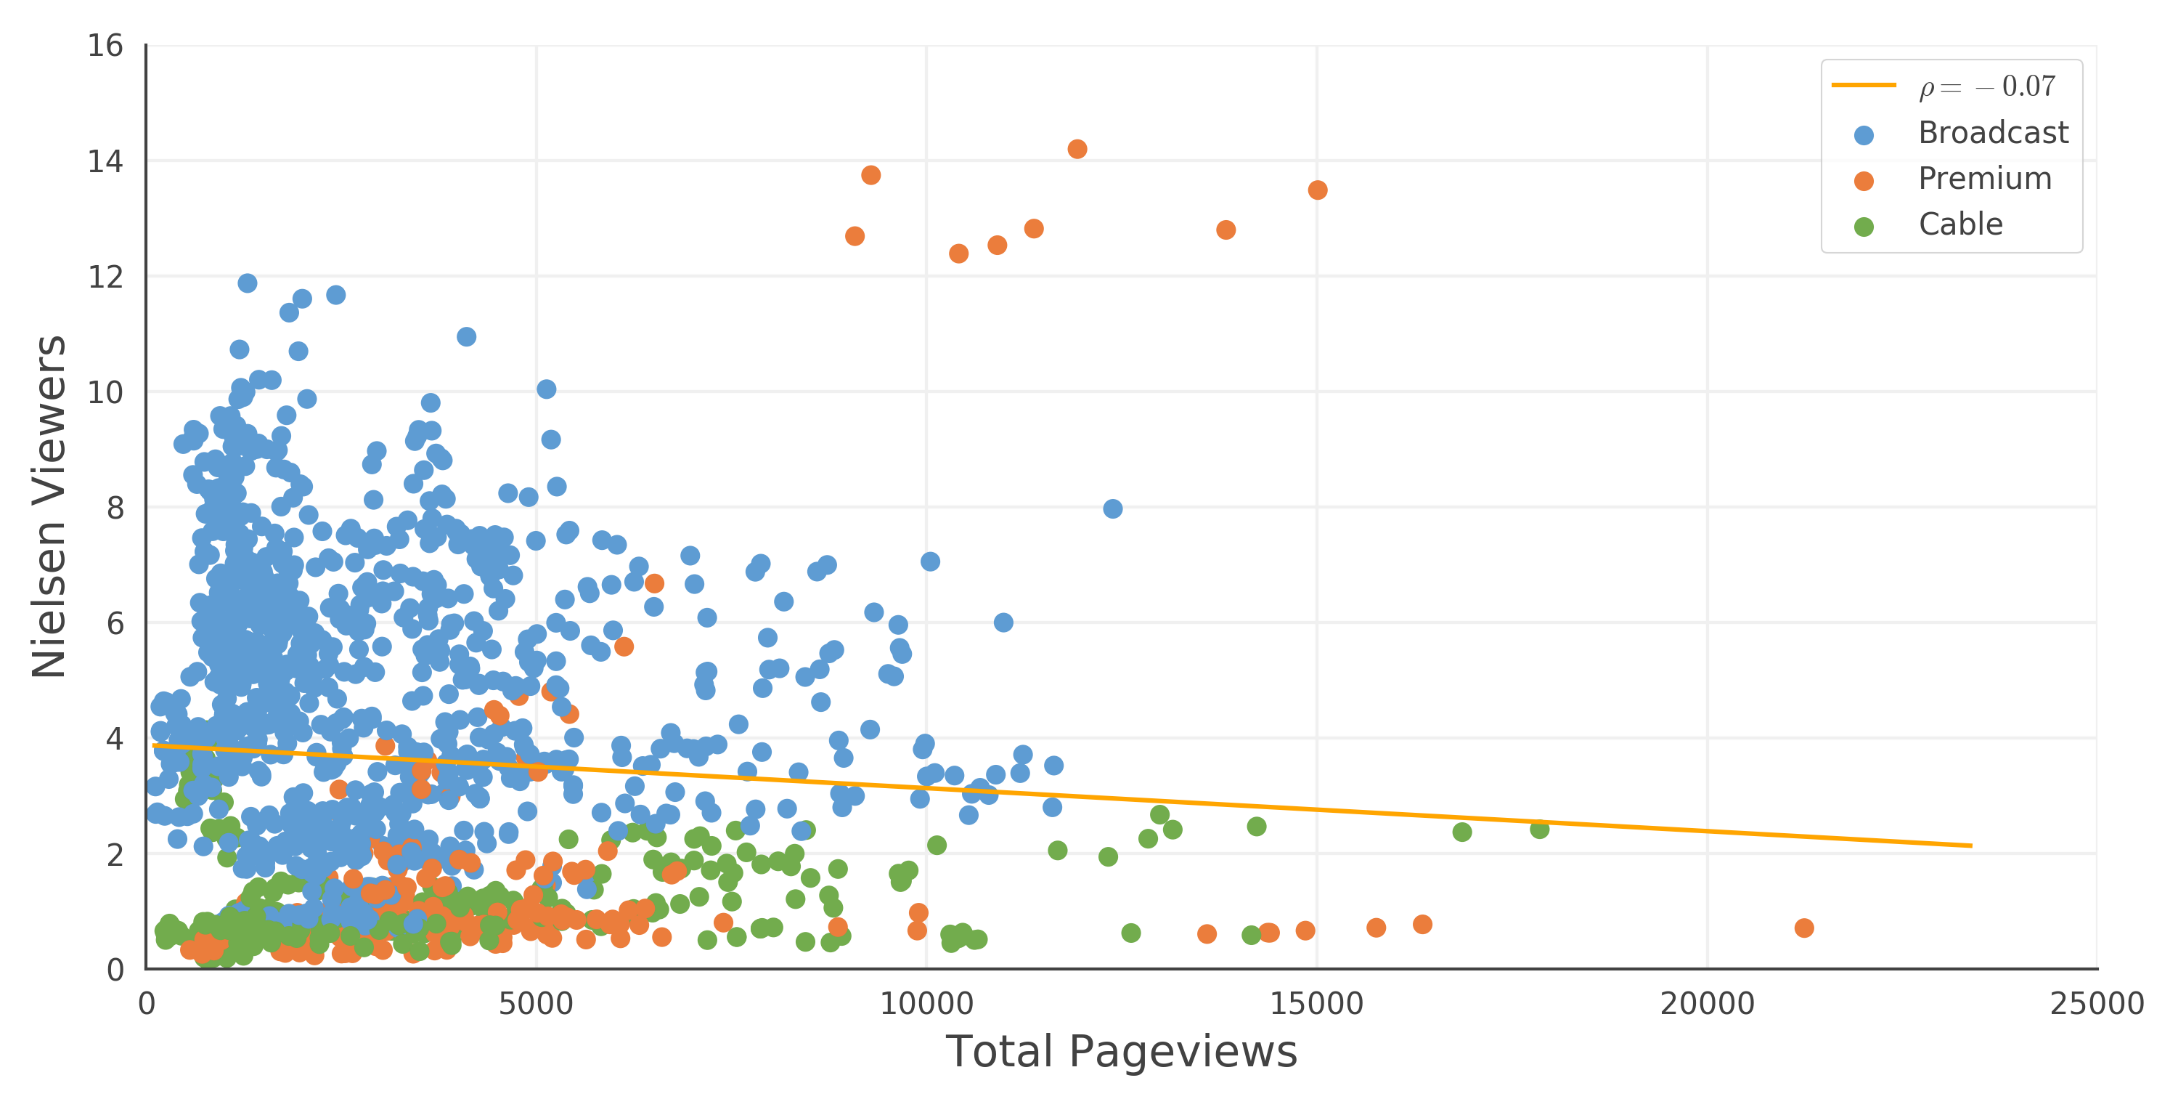 16
14
12
10
8
6
4
2
0
Nielsen Viewers
ρ = − 0.07
Broadcast
Premium
Cable
0 5000 10000 15000 20000 25000
Total Pageviews